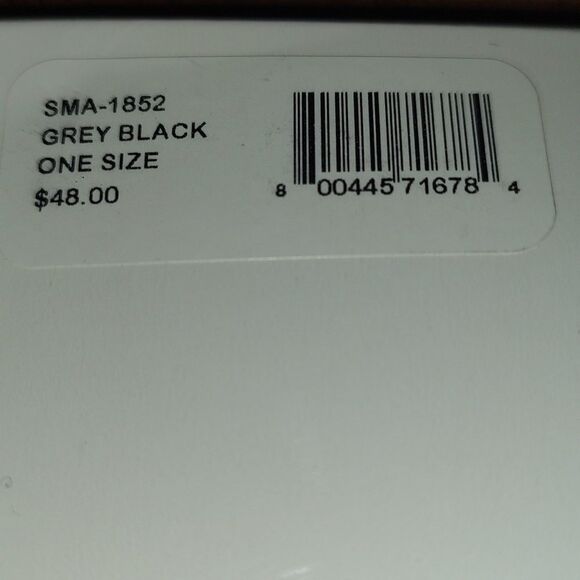 SMA-1852
GREY BLACK
ONE SIZE
$48.00
8 00445 71678 4